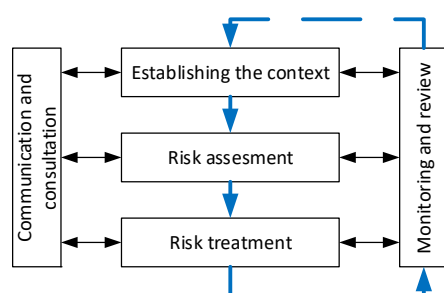 Establishing the context
Risk assesment
Risk treatment
Communication and
consultation
Monitoring and review